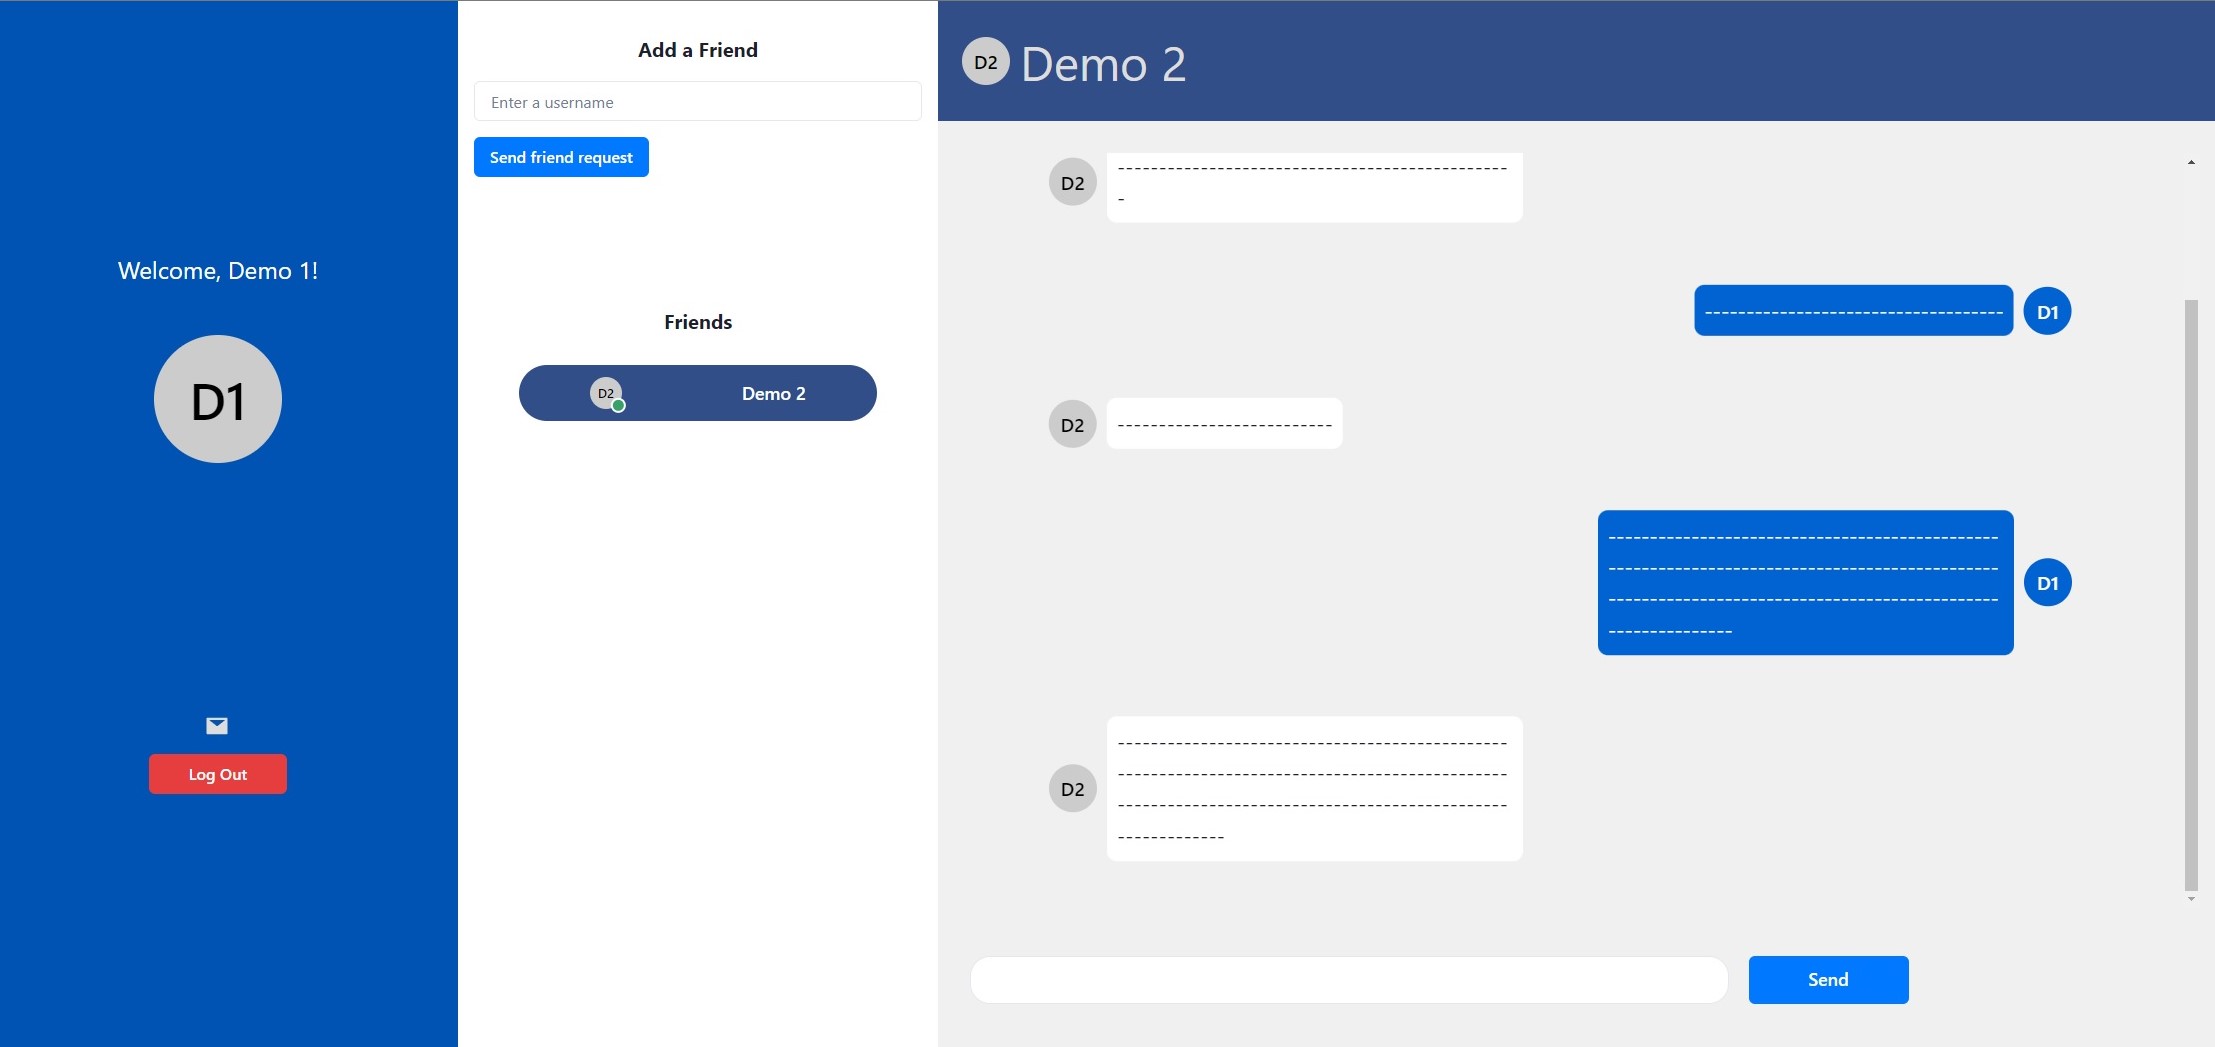 Welcome, Demo 1!
D1
Log Out
Add a Friend
Enter a username
Send friend request
Friends
D2
Demo 2
D2
Demo 2
D2
-----------------------------------------------
-
------------------------------------
D1
D2
--------------------------
-----------------------------------------------
-----------------------------------------------
-----------------------------------------------
---------------
D1
-----------------------------------------------
-----------------------------------------------
D2
-----------------------------------------------
-------------
Send